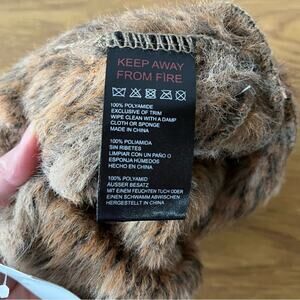 KEEP AWAY
FROM FIRE
100% POLYAMIDE
EXCLUSIVE OF TRIM
WIPE CLEAN WITH A DAMP
CLOTH OR SPONGE
MADE IN CHINA
100% POLIAMIDA
SIN RIBETES
LIMPIAR CON UN PAÑO O
ESPONJA HUMEDOS
HECHO EN CHINA
100% POLYAMID
AUSSER BESATZ
MIT EINEM FEUCHTEN TUCH ODER
EINEN SCHWAMM ABWISCHEN
HERGESTELLT IN CHINA